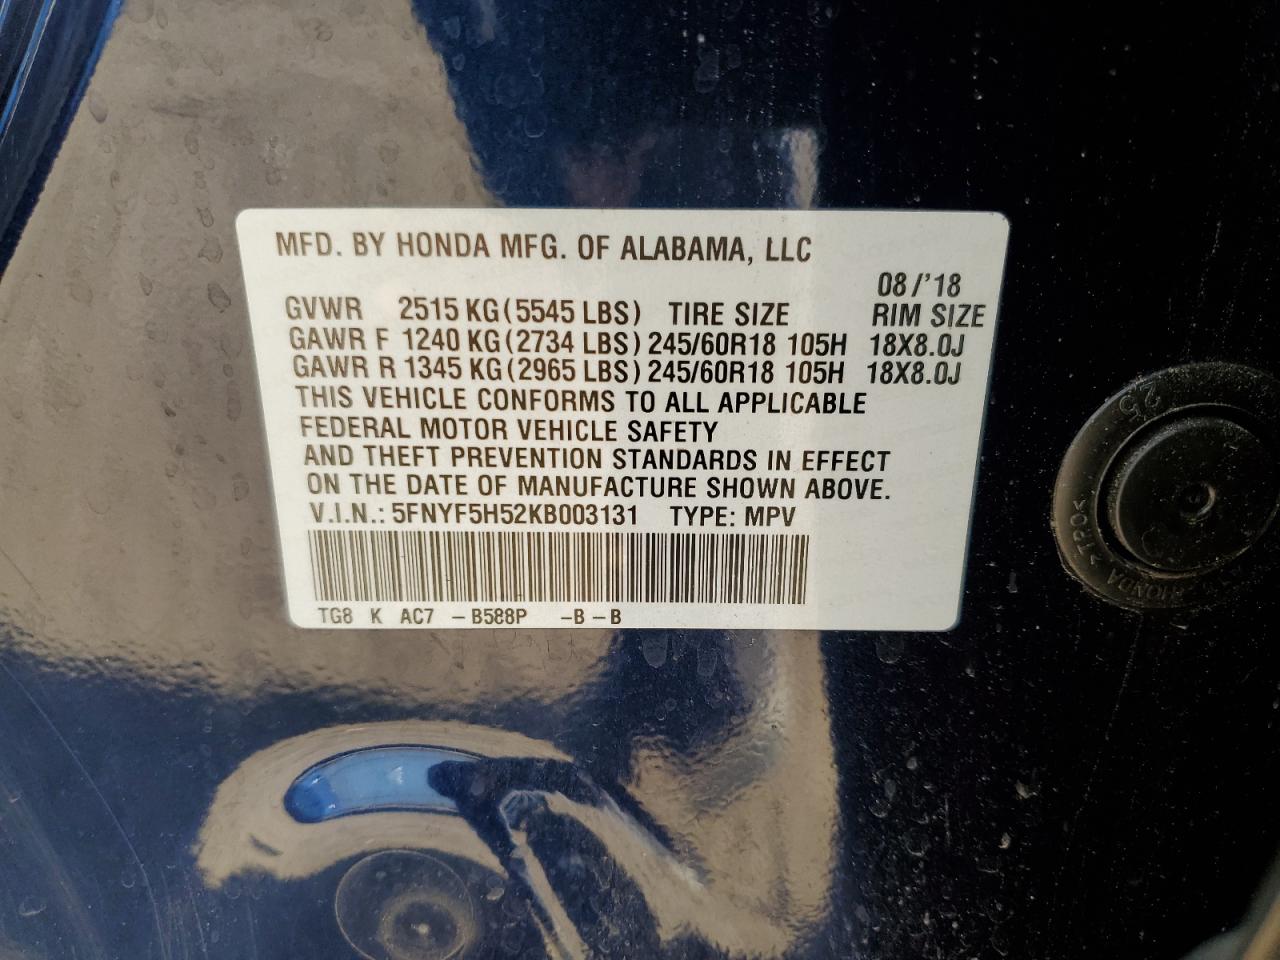 MFD. BY HONDA MFG. OF ALABAMA, LLC
08/'18
GVWR 2515 KG (5545 LBS) TIRE SIZE RIM SIZE
GAWR F 1240 KG (2734 LBS) 245/60R18 105H 18X8.0J
GAWR R 1345 KG (2965 LBS) 245/60R18 105H 18X8.0J
THIS VEHICLE CONFORMS TO ALL APPLICABLE
FEDERAL MOTOR VEHICLE SAFETY
AND THEFT PREVENTION STANDARDS IN EFFECT
ON THE DATE OF MANUFACTURE SHOWN ABOVE.
V.I.N.: 5FNYF5H52KB003131 TYPE: MPV
TG8 K AC7 –B588P –B–B
25
HONDA >TPO<